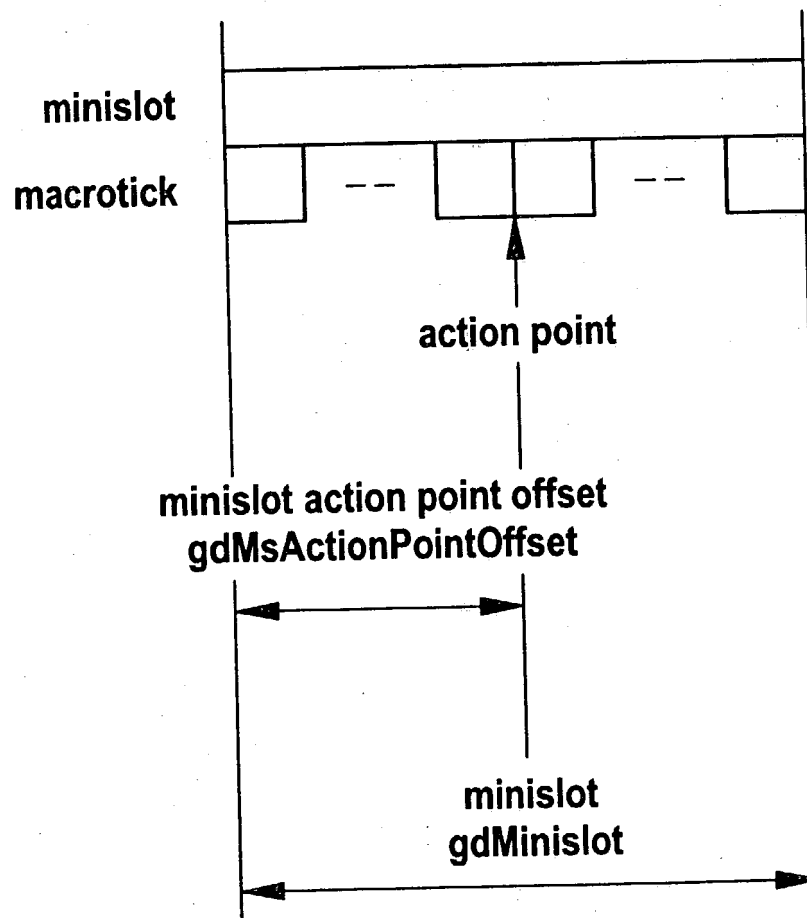 minislot
macrotick
action point
minislot action point offset
gdMsActionPointOffset
minislot
gdMinislot